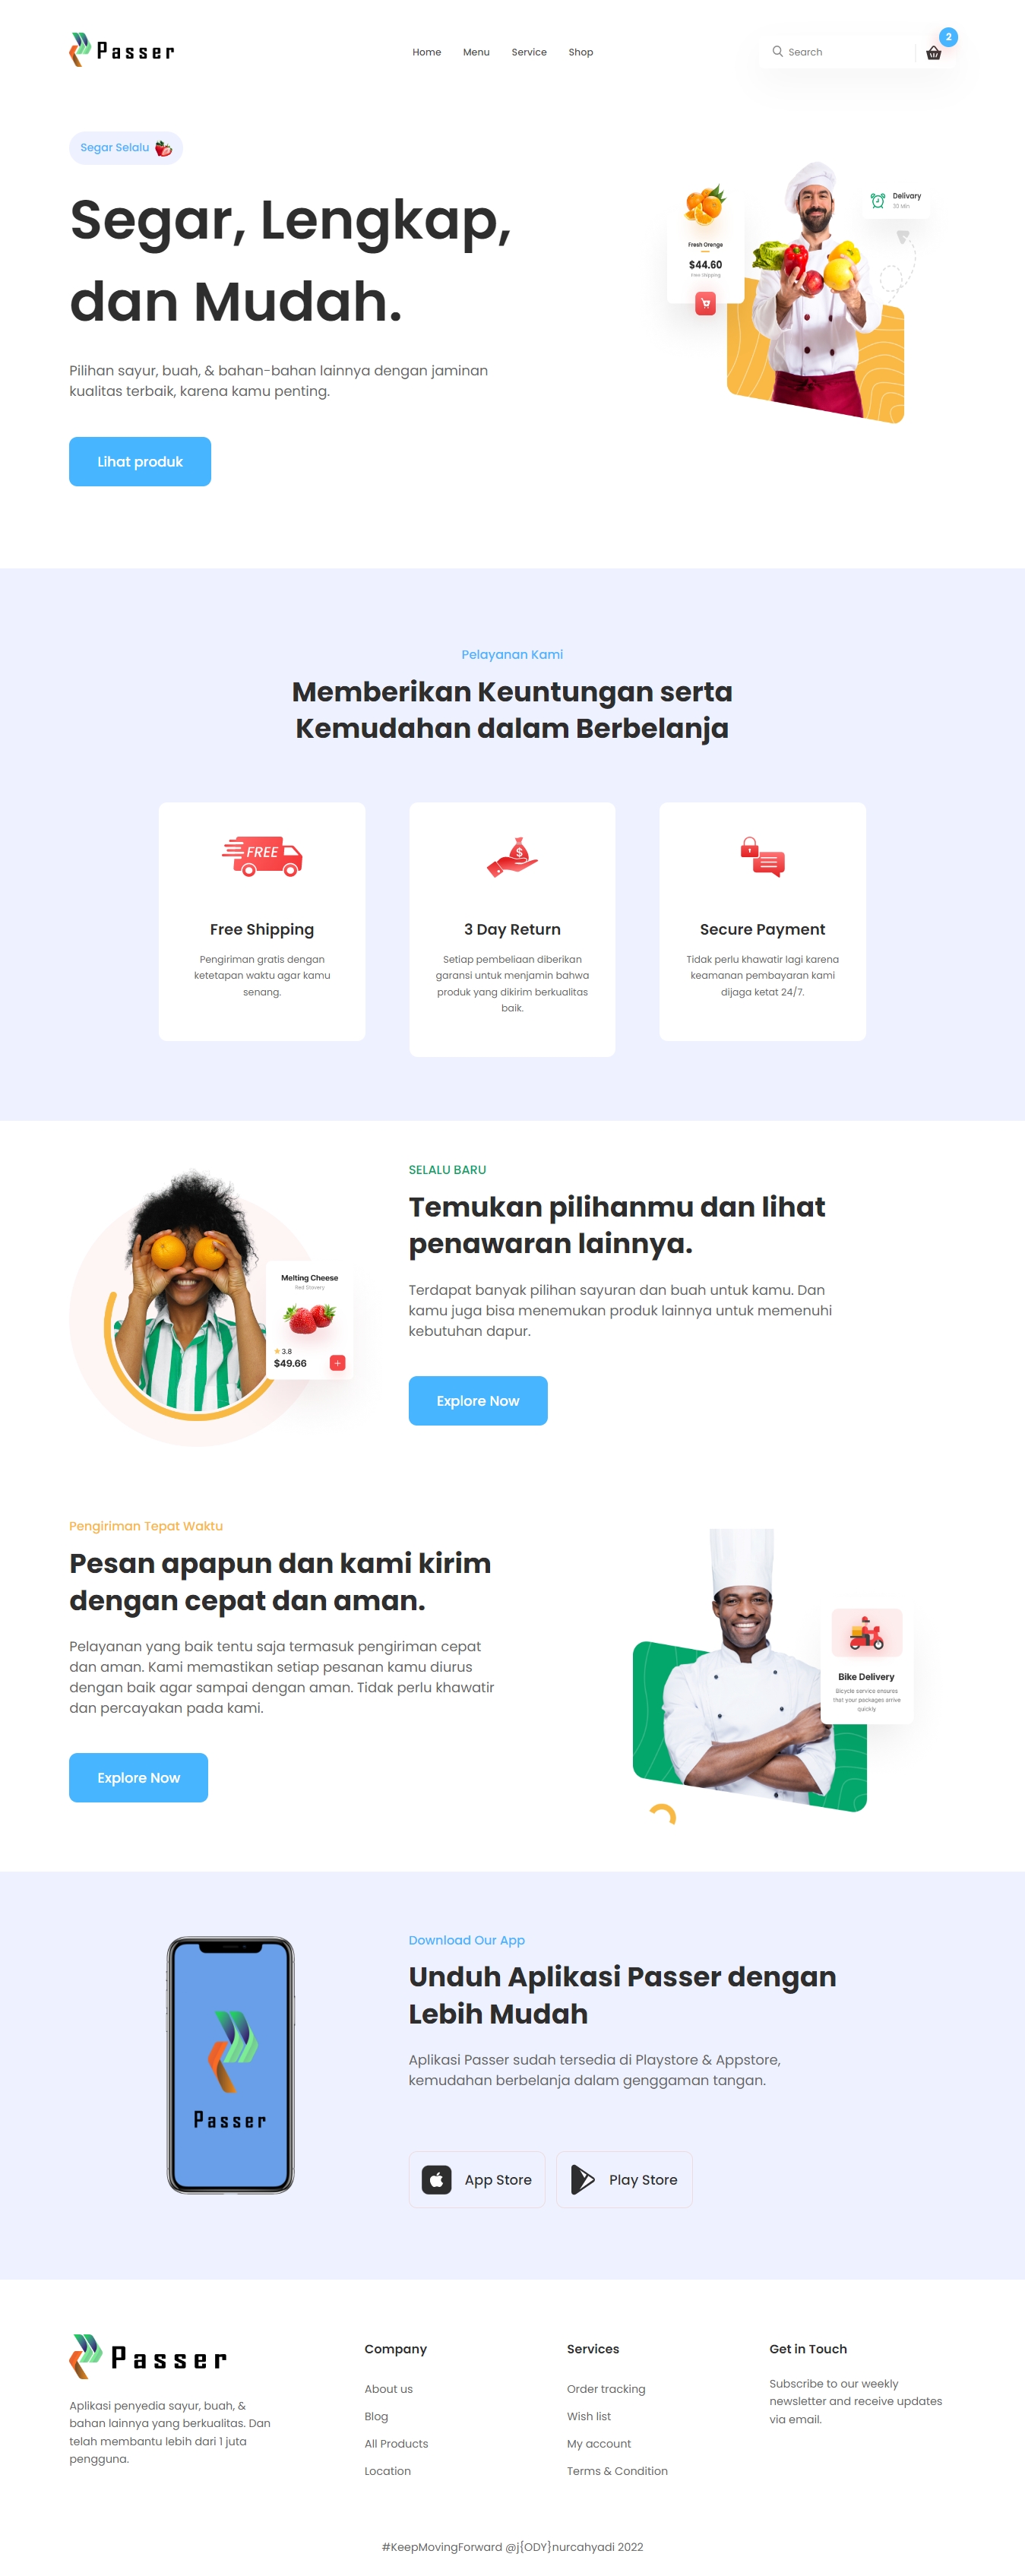 Passer
Home
Menu
Service
Shop
Search
2
Segar Selalu
Segar, Lengkap,
dan Mudah.
Pilihan sayur, buah, & bahan-bahan lainnya dengan jaminan
kualitas terbaik, karena kamu penting.
Lihat produk
Fresh Orenge
$44.60
Free shipping
Delivary
30 Min
Pelayanan Kami
Memberikan Keuntungan serta
Kemudahan dalam Berbelanja
FREE
Free Shipping
Pengiriman gratis dengan
ketetapan waktu agar kamu
senang.
$
3 Day Return
Setiap pembeliaan diberikan
garansi untuk menjamin bahwa
produk yang dikirim berkualitas
baik.
Secure Payment
Tidak perlu khawatir lagi karena
keamanan pembayaran kami
dijaga ketat 24/7.
Melting Cheese
3.8
$49.66
SELALU BARU
Temukan pilihanmu dan lihat
penawaran lainnya.
Terdapat banyak pilihan sayuran dan buah untuk kamu. Dan
kamu juga bisa menemukan produk lainnya untuk memenuhi
kebutuhan dapur.
Explore Now
Pengiriman Tepat Waktu
Pesan apapun dan kami kirim
dengan cepat dan aman.
Pelayanan yang baik tentu saja termasuk pengiriman cepat
dan aman. Kami memastikan setiap pesanan kamu diurus
dengan baik agar sampai dengan aman. Tidak perlu khawatir
dan percayakan pada kami.
Explore Now
Bike Delivery
Bicycle service ensures
that your packages arrive
quickly
Passer
Download Our App
Unduh Aplikasi Passer dengan
Lebih Mudah
Aplikasi Passer sudah tersedia di Playstore & Appstore,
kemudahan berbelanja dalam genggaman tangan.
App Store
Play Store
Passer
Aplikasi penyedia sayur, buah, &
bahan lainnya yang berkualitas. Dan
telah membantu lebih dari 1 juta
pengguna.
Company
About us
Blog
All Products
Location
Services
Order tracking
Wish list
My account
Terms & Condition
Get in Touch
Subscribe to our weekly
newsletter and receive updates
via email.
#KeepMovingForward @j{ODY}nurcahyadi 2022